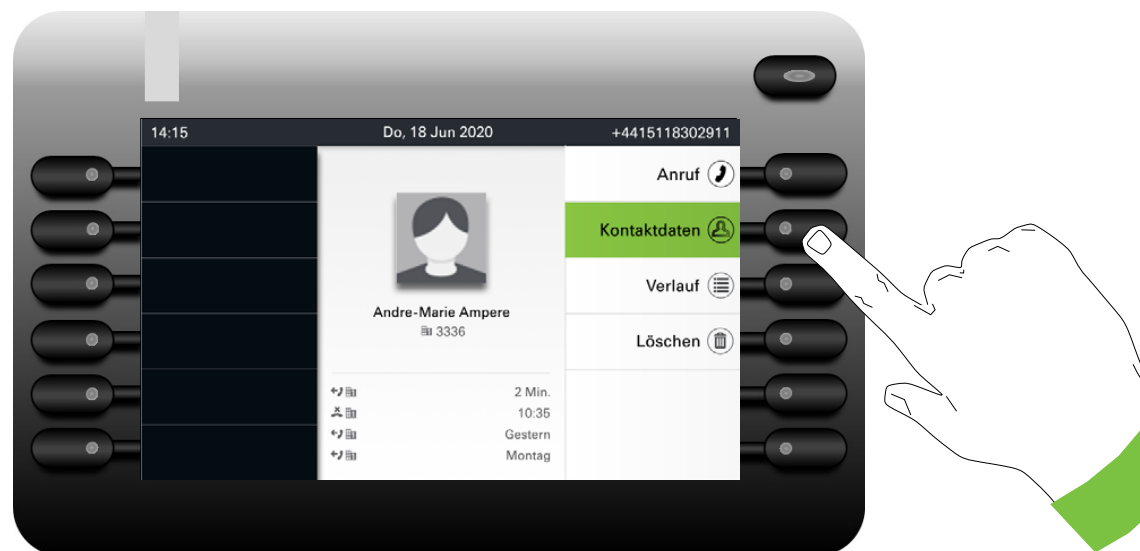 14:15 Do, 18 Jun 2020 +4415118302911
Anruf
Kontaktdaten
Verlauf
Löschen
Andre-Marie Ampere
3336
2 Min.
10:35
Gestern
Montag